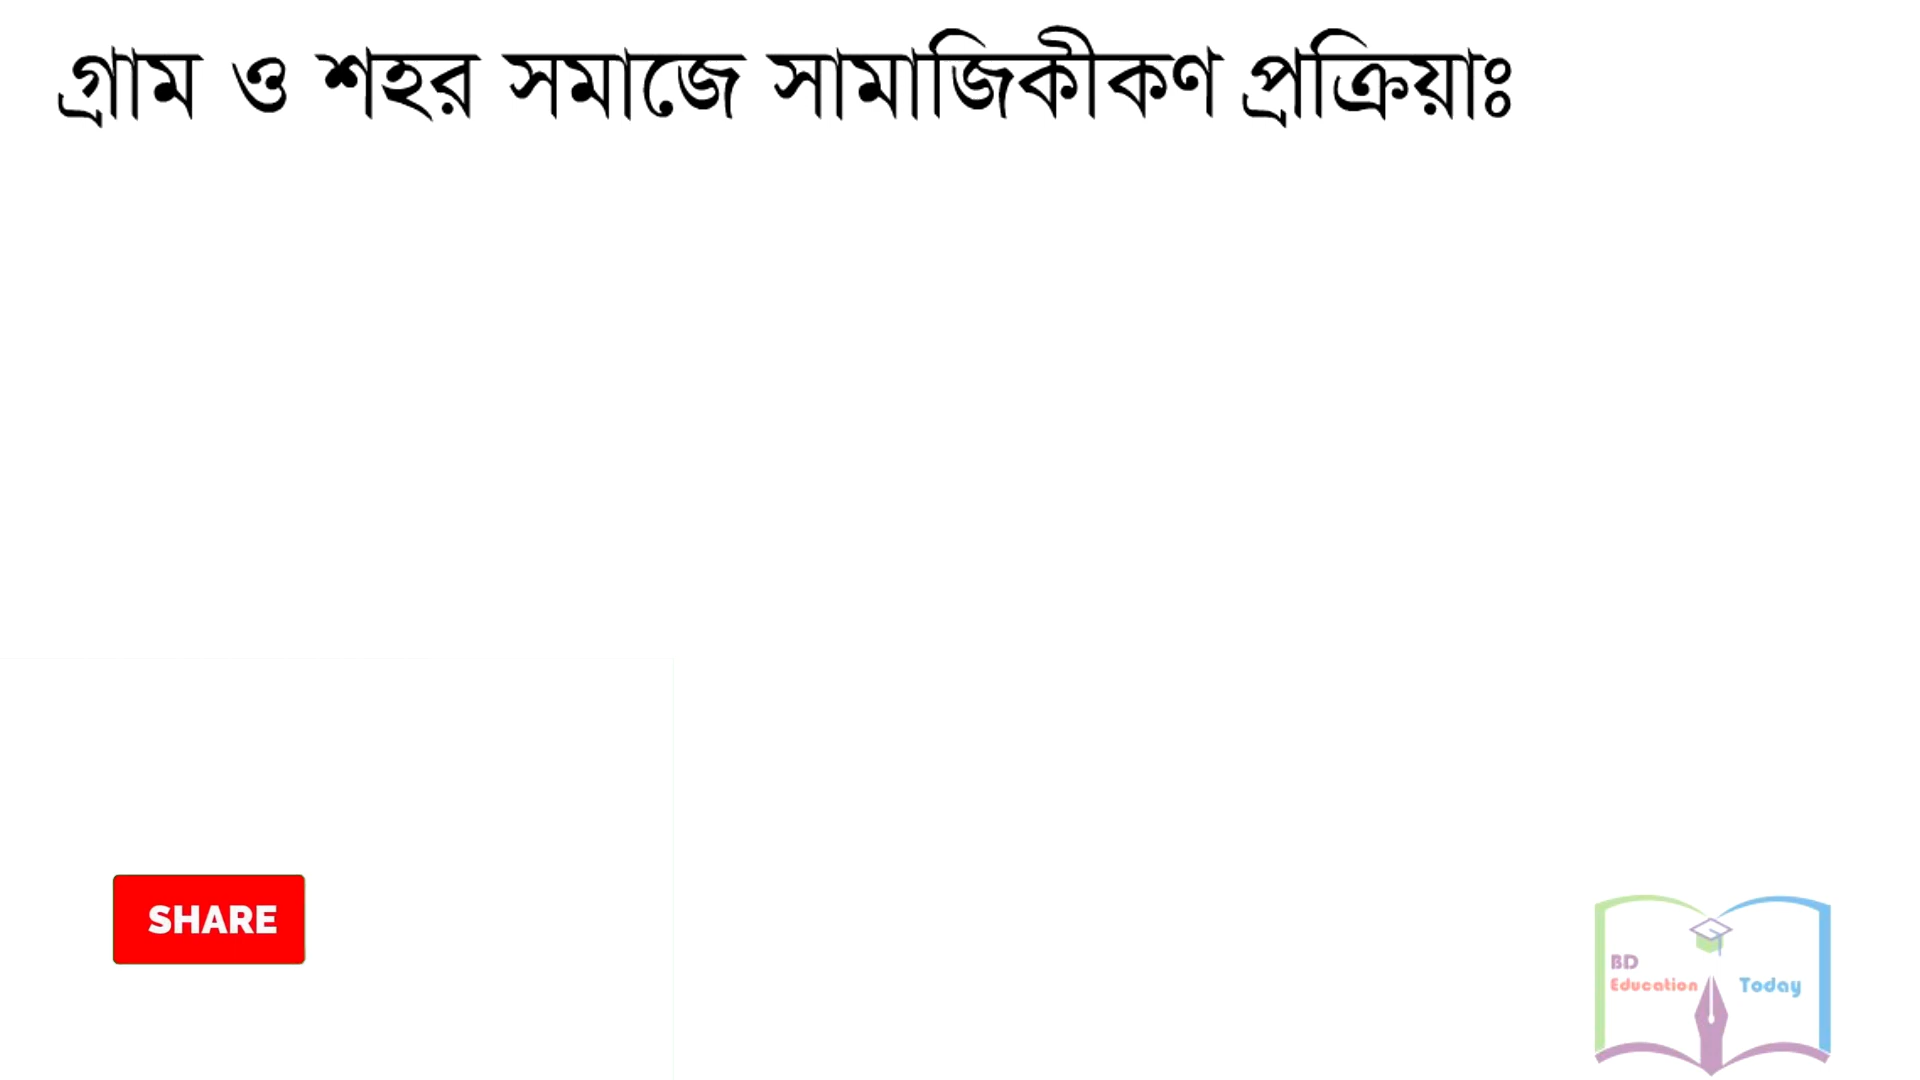 গ্রাম ও শহর সমাজে সামাজিকীকণ প্রক্রিয়াঃ
SHARE
BD
Education Today